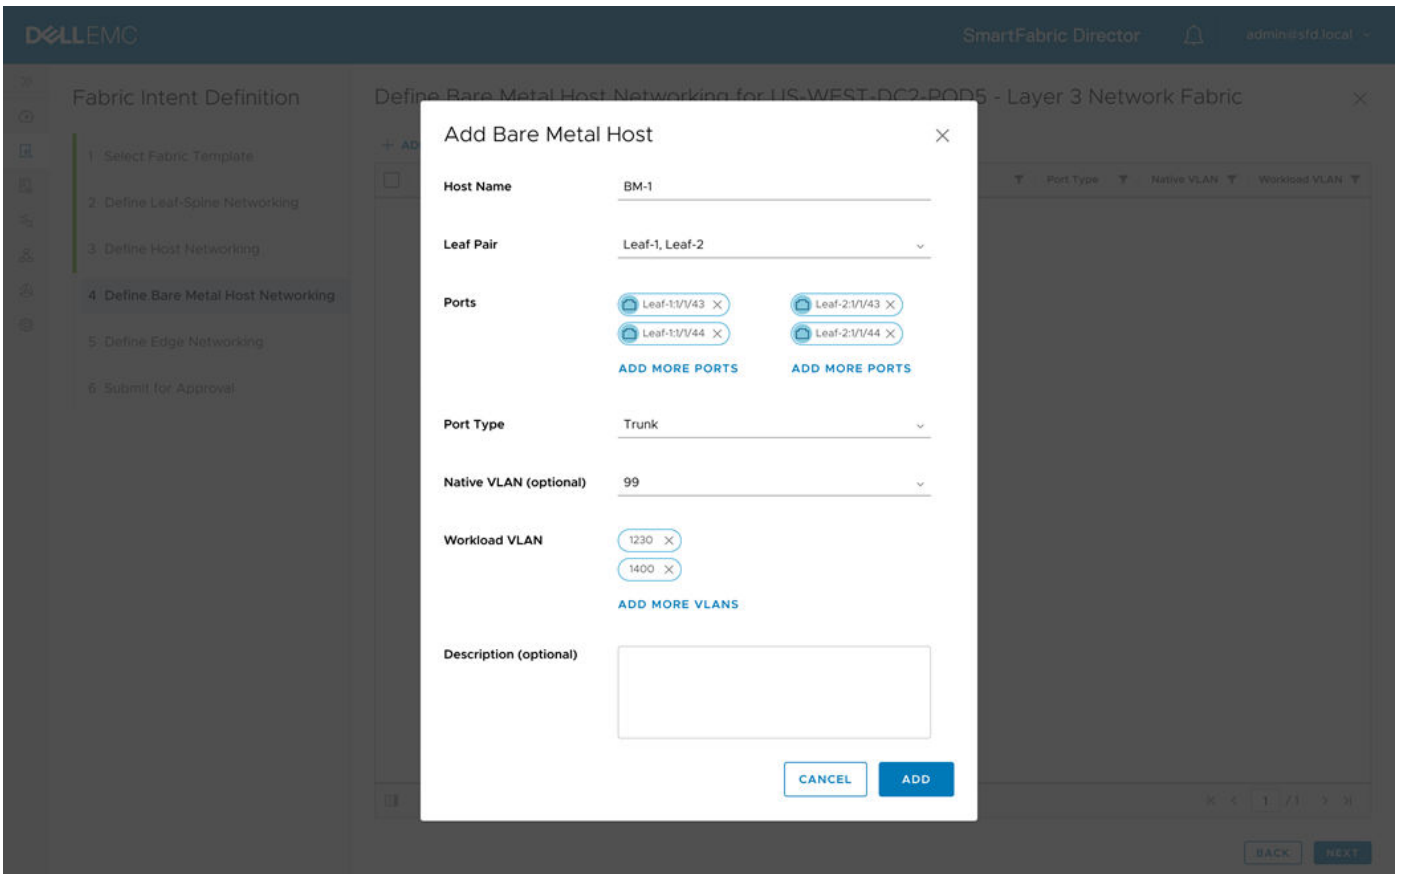 DELLEMC
SmartFabric Director
admin@sfd.local
Fabric Intent Definition
1 Select Fabric Template
2 Define Leaf-Spine Networking
3 Define Host Networking
4 Define Bare Metal Host Networking
5 Define Edge Networking
6 Submit for Approval
Define Bare Metal Host Networking for US-WEST-DC2-POD5 - Layer 3 Network Fabric
+ AD
Port Type
Native VLAN
Workload VLAN
Add Bare Metal Host
Host Name
BM-1
Leaf Pair
Leaf-1, Leaf-2
Ports
Leaf-1:1/1/43
Leaf-2:1/1/43
Leaf-1:1/1/44
Leaf-2:1/1/44
ADD MORE PORTS
ADD MORE PORTS
Port Type
Trunk
Native VLAN (optional)
99
Workload VLAN
1230
1400
ADD MORE VLANS
Description (optional)
CANCEL
ADD
1 / 1
BACK
NEXT